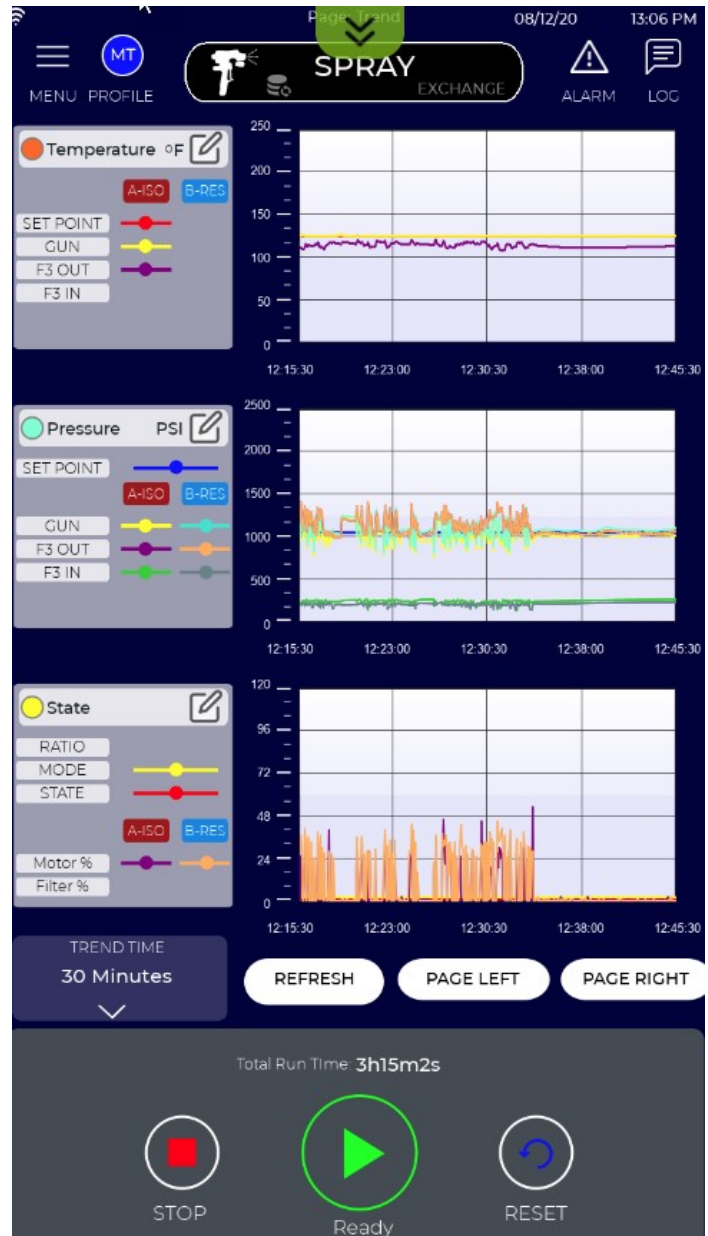 Page: Trend 08/12/20 13:06 PM
MT
SPRAY
EXCHANGE
MENU PROFILE ALARM LOG
Temperature °F
A-ISO B-RES
SET POINT
GUN
F3 OUT
F3 IN
250
200
150
100
50
0
12:15:30 12:23:00 12:30:30 12:38:00 12:45:30
Pressure PSI
SET POINT
A-ISO B-RES
GUN
F3 OUT
F3 IN
2500
2000
1500
1000
500
0
12:15:30 12:23:00 12:30:30 12:38:00 12:45:30
State
RATIO
MODE
STATE
A-ISO B-RES
Motor %
Filter %
120
96
72
48
24
0
12:15:30 12:23:00 12:30:30 12:38:00 12:45:30
TREND TIME
30 Minutes
REFRESH PAGE LEFT PAGE RIGHT
Total Run TIme: 3h15m2s
STOP
Ready
RESET